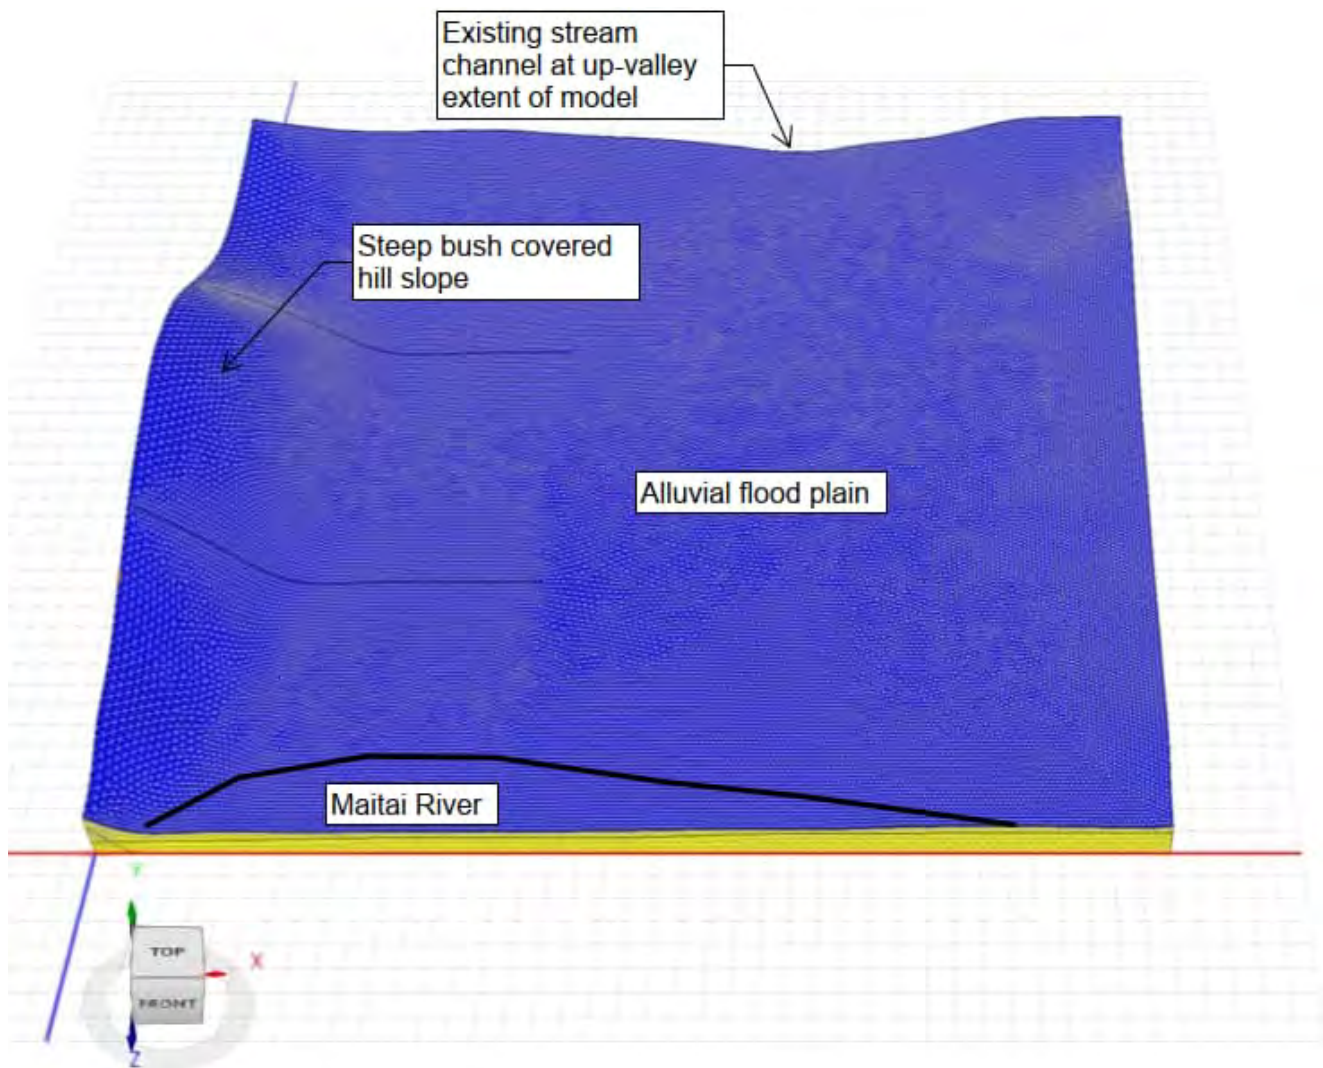 Existing stream
channel at up-valley
extent of model
Steep bush covered
hill slope
Alluvial flood plain
Maitai River
Y
TOP
X
FRONT
Z